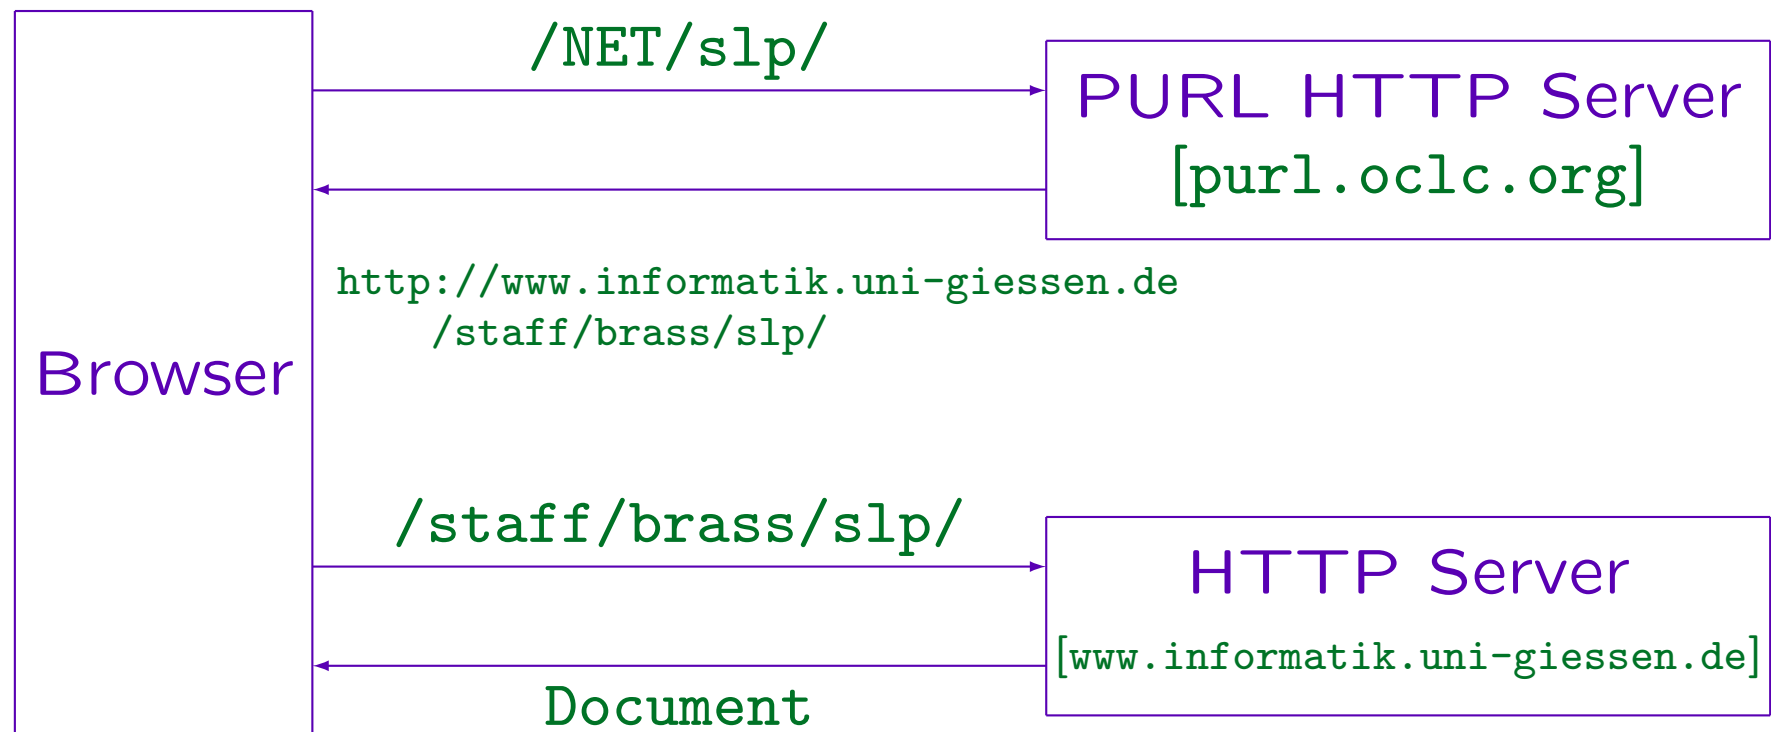 /NET/slp/
PURL HTTP Server
[purl.oclc.org]
http://www.informatik.uni-giessen.de
/staff/brass/slp/
Browser
/staff/brass/slp/
HTTP Server
[www.informatik.uni-giessen.de]
Document